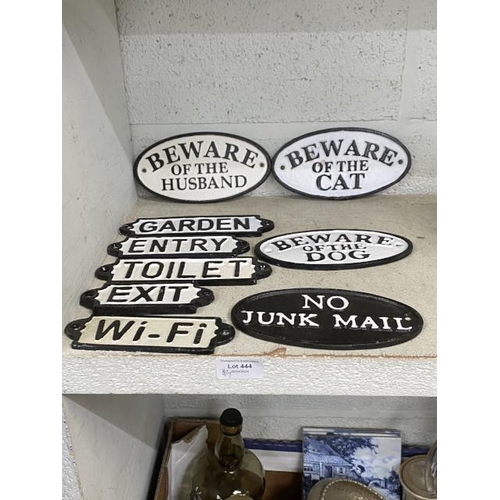 BEWARE
OF THE
HUSBAND
BEWARE
OF THE
CAT
GARDEN
ENTRY
TOILET
EXIT
Wi-Fi
BEWARE
OF THE
DOG
NO
JUNK MAIL
Lot 444